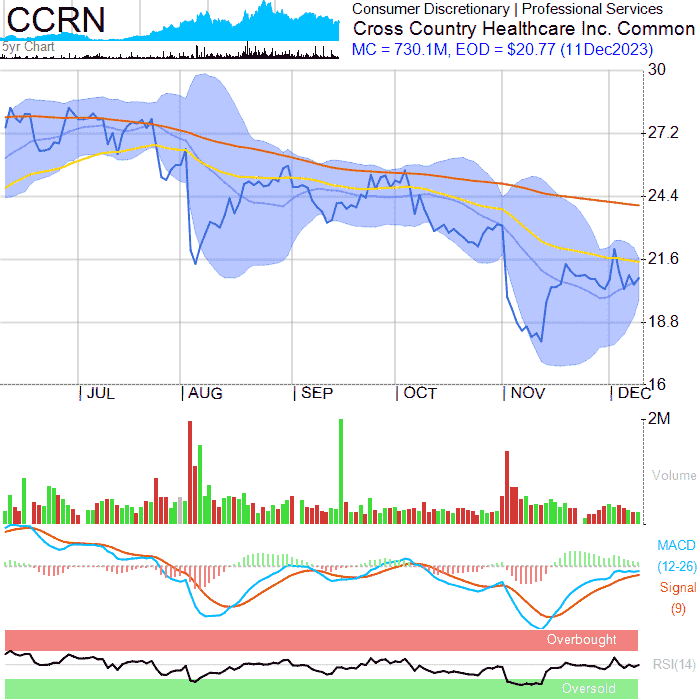 CCRN
5yr Chart
Consumer Discretionary | Professional Services
Cross Country Healthcare Inc. Common
MC = 730.1M, EOD = $20.77 (11Dec2023)
30
27.2
24.4
21.6
18.8
16
JUL
AUG
SEP
OCT
NOV
DEC
2M
Volume
MACD
(12-26)
Signal
(9)
Overbought
RSI(14)
Oversold